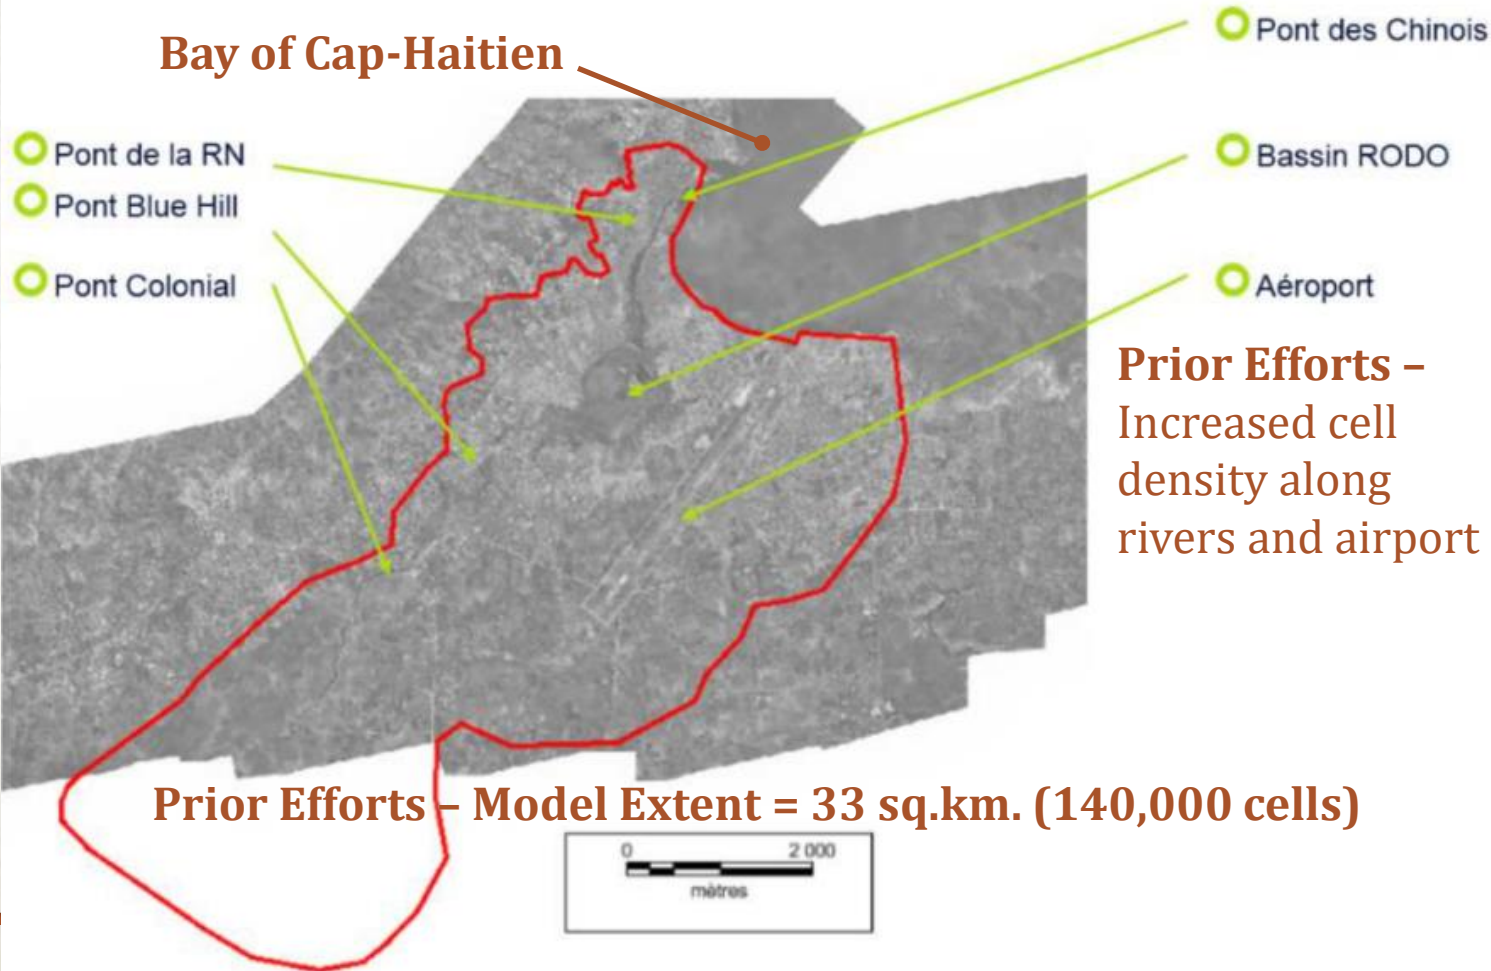 Bay of Cap-Haitien
Pont des Chinois
Pont de la RN
Bassin RODO
Pont Blue Hill
Pont Colonial
Aéroport
Prior Efforts –
Increased cell
density along
rivers and airport
Prior Efforts – Model Extent = 33 sq.km. (140,000 cells)
0 2 000
mètres